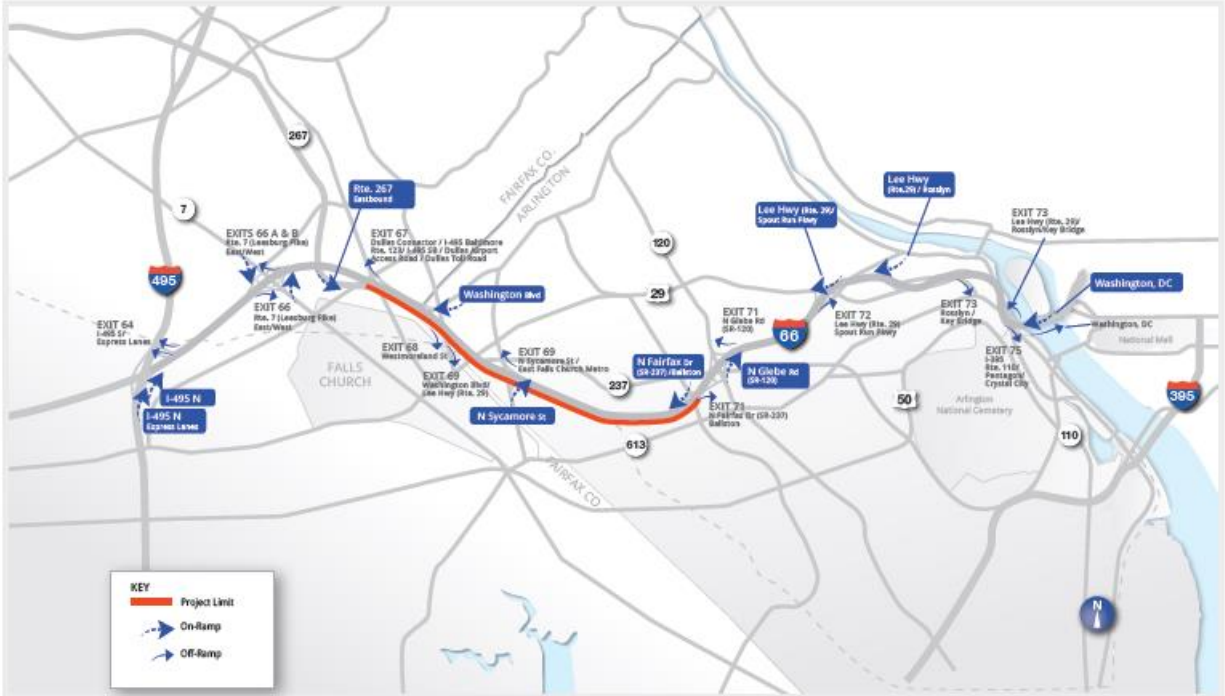 267
7
495
EXITS 66 A & B
Rte. 7 (Leesburg Pike)
East/West
Rte. 267
Eastbound
EXIT 67
Dulles Connector / I-495 Baltimore
Rte. 123/ I-495 SB / Dulles Airport
Access Road / Dulles Toll Road
FAIRFAX CO.
ARLINGTON
120
29
Lee Hwy (Rte. 29)/
Spout Run Pkwy
Lee Hwy
(Rte.29) / Rosslyn
EXIT 73
Lee Hwy (Rte. 29)/
Rosslyn/Key Bridge
Washington, DC
Washington, DC
National Mall
EXIT 66
Rte. 7 (Leesburg Pike)
East/West
Washington Blvd
EXIT 64
I-495 S/
Express Lanes
FALLS
CHURCH
EXIT 68
Westmoreland St
EXIT 69
Washington Blvd/
Lee Hwy (Rte. 29)
EXIT 69
N Sycamore St /
East Falls Church Metro
EXIT 71
N Glebe Rd
(SR-120)
66
EXIT 72
Lee Hwy (Rte. 29)
Spout Run Pkwy
EXIT 73
Rosslyn /
Key Bridge
EXIT 75
I-395
Rte. 110/
Pentagon/
Crystal City
I-495 N
I-495 N
Express Lanes
N Sycamore St
237
N Fairfax Dr
(SR-237) /Ballston
N Glebe Rd
(SR-120)
EXIT 71
N Fairfax Dr (SR-237)
Ballston
613
50
Arlington
National Cemetery
110
395
FAIRFAX CO
KEY
Project Limit
On-Ramp
Off-Ramp
N